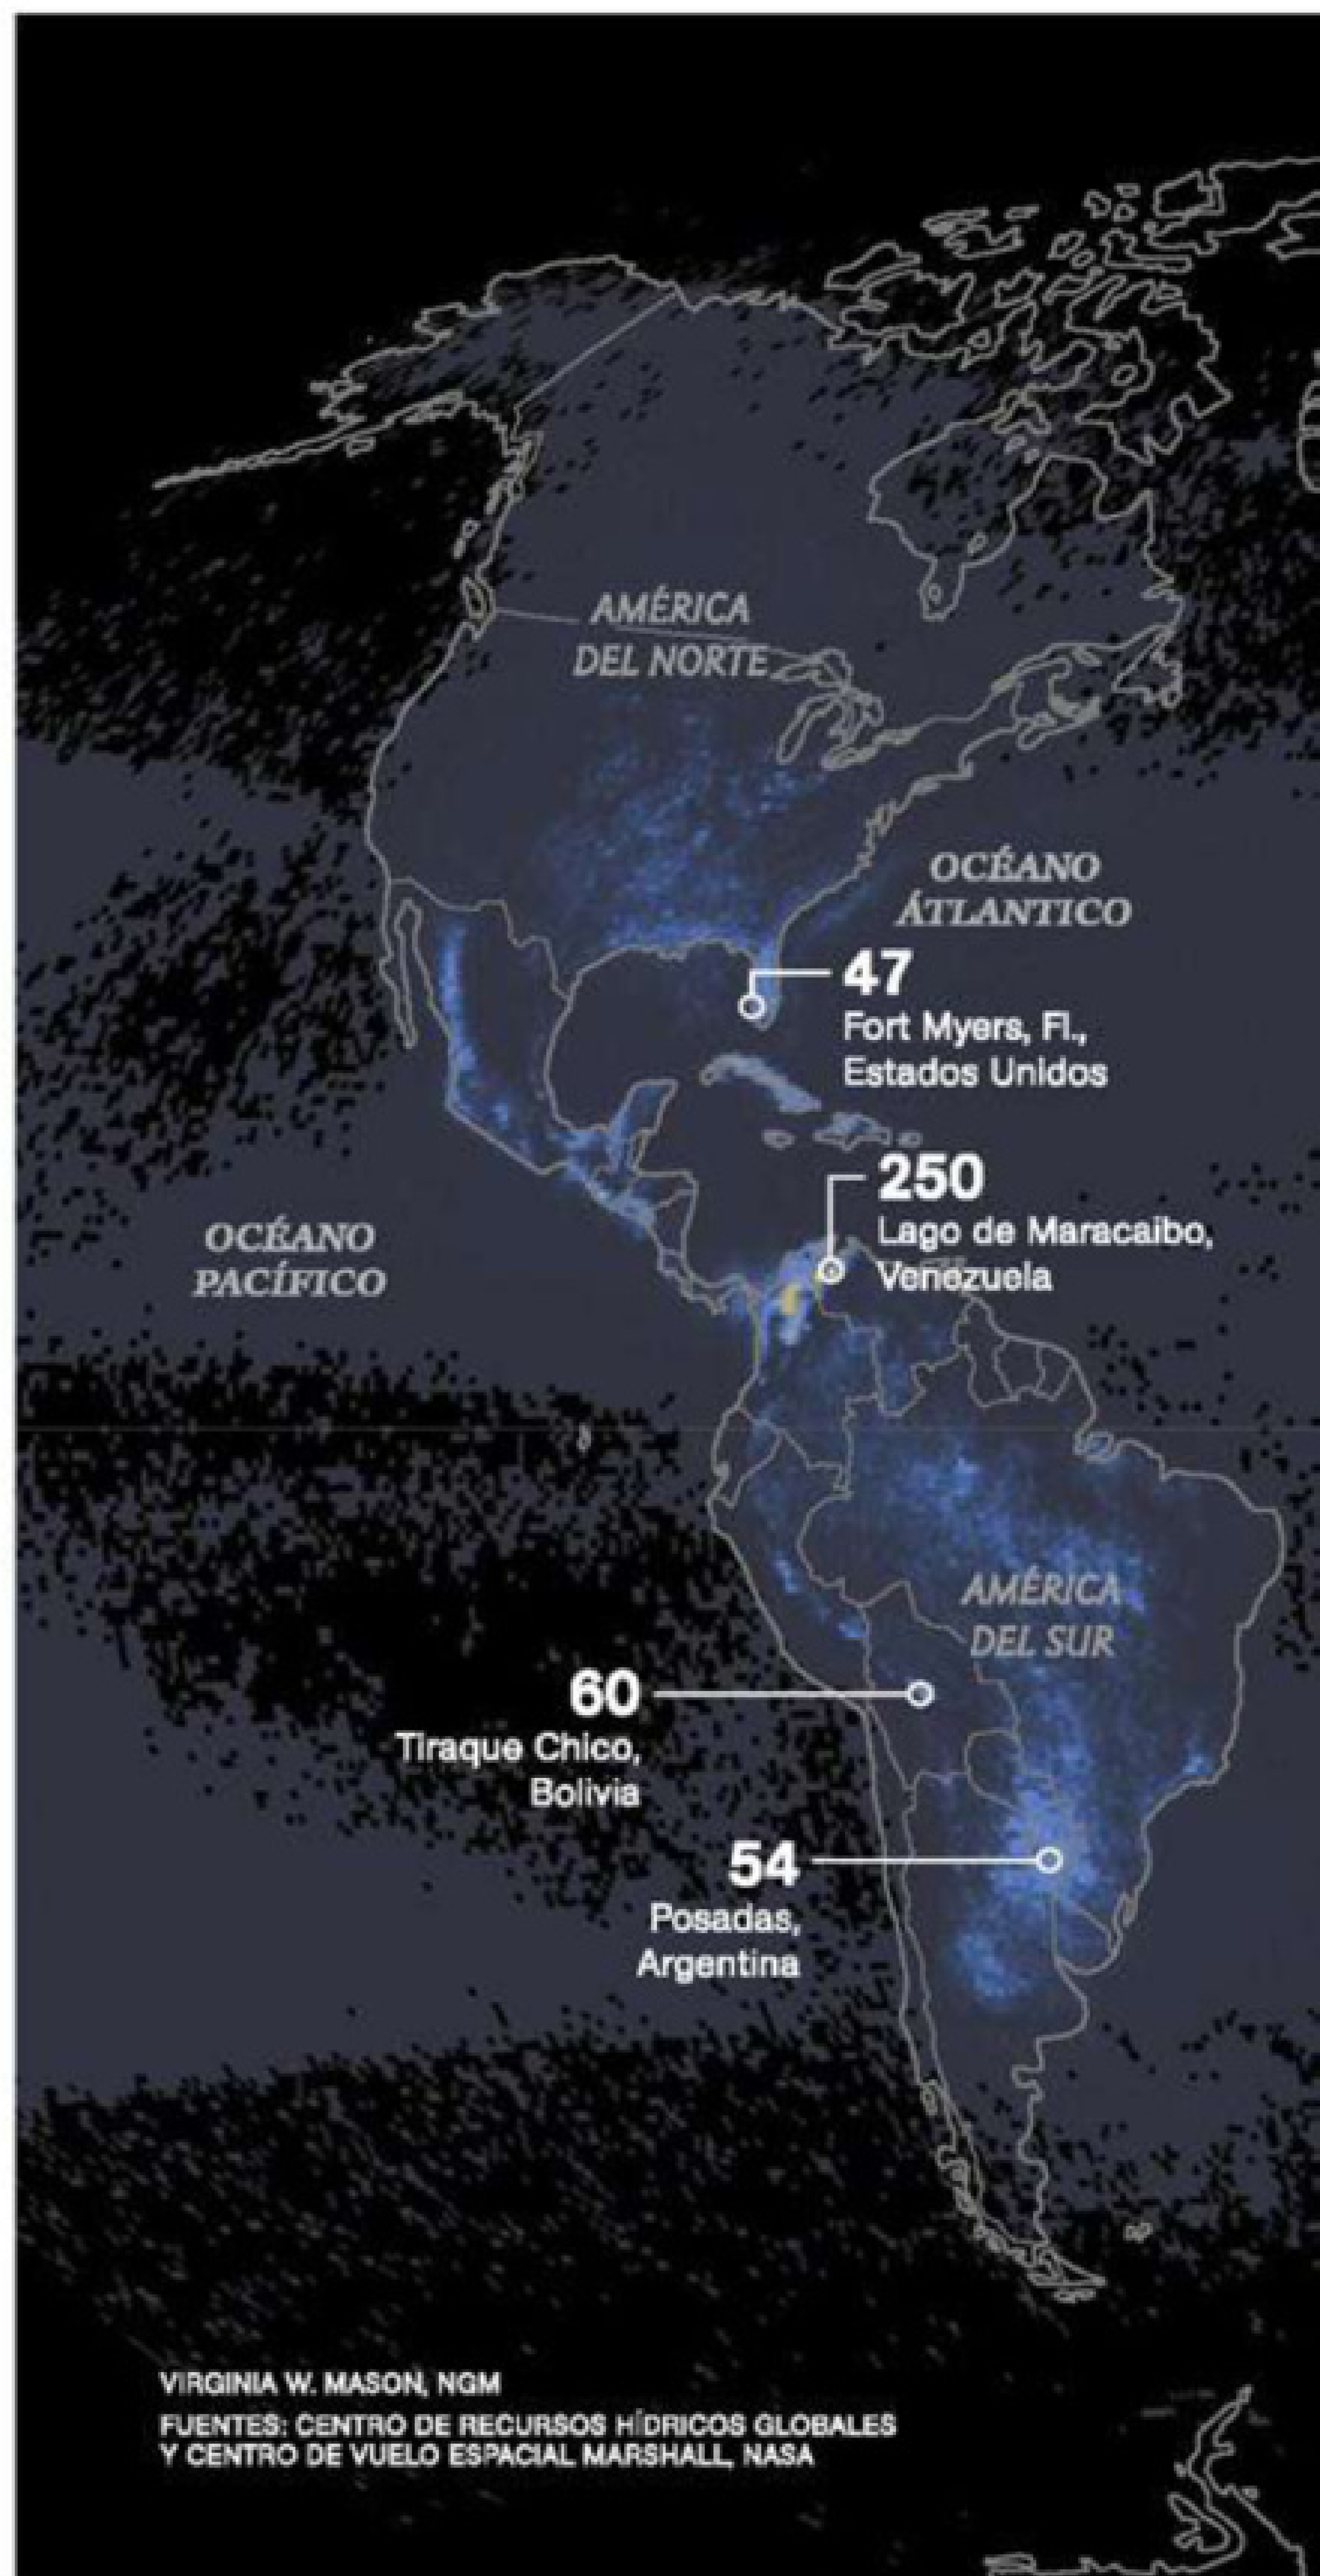 AMÉRICA
DEL NORTE
OCÉANO
ÁTLANTICO
47
Fort Myers, Fl.,
Estados Unidos
250
Lago de Maracaibo,
Venezuela
OCÉANO
PACÍFICO
AMÉRICA
DEL SUR
60
Tiraque Chico,
Bolivia
54
Posadas,
Argentina
VIRGINIA W. MASON, NGM
FUENTES: CENTRO DE RECURSOS HÍDRICOS GLOBALES
Y CENTRO DE VUELO ESPACIAL MARSHALL, NASA